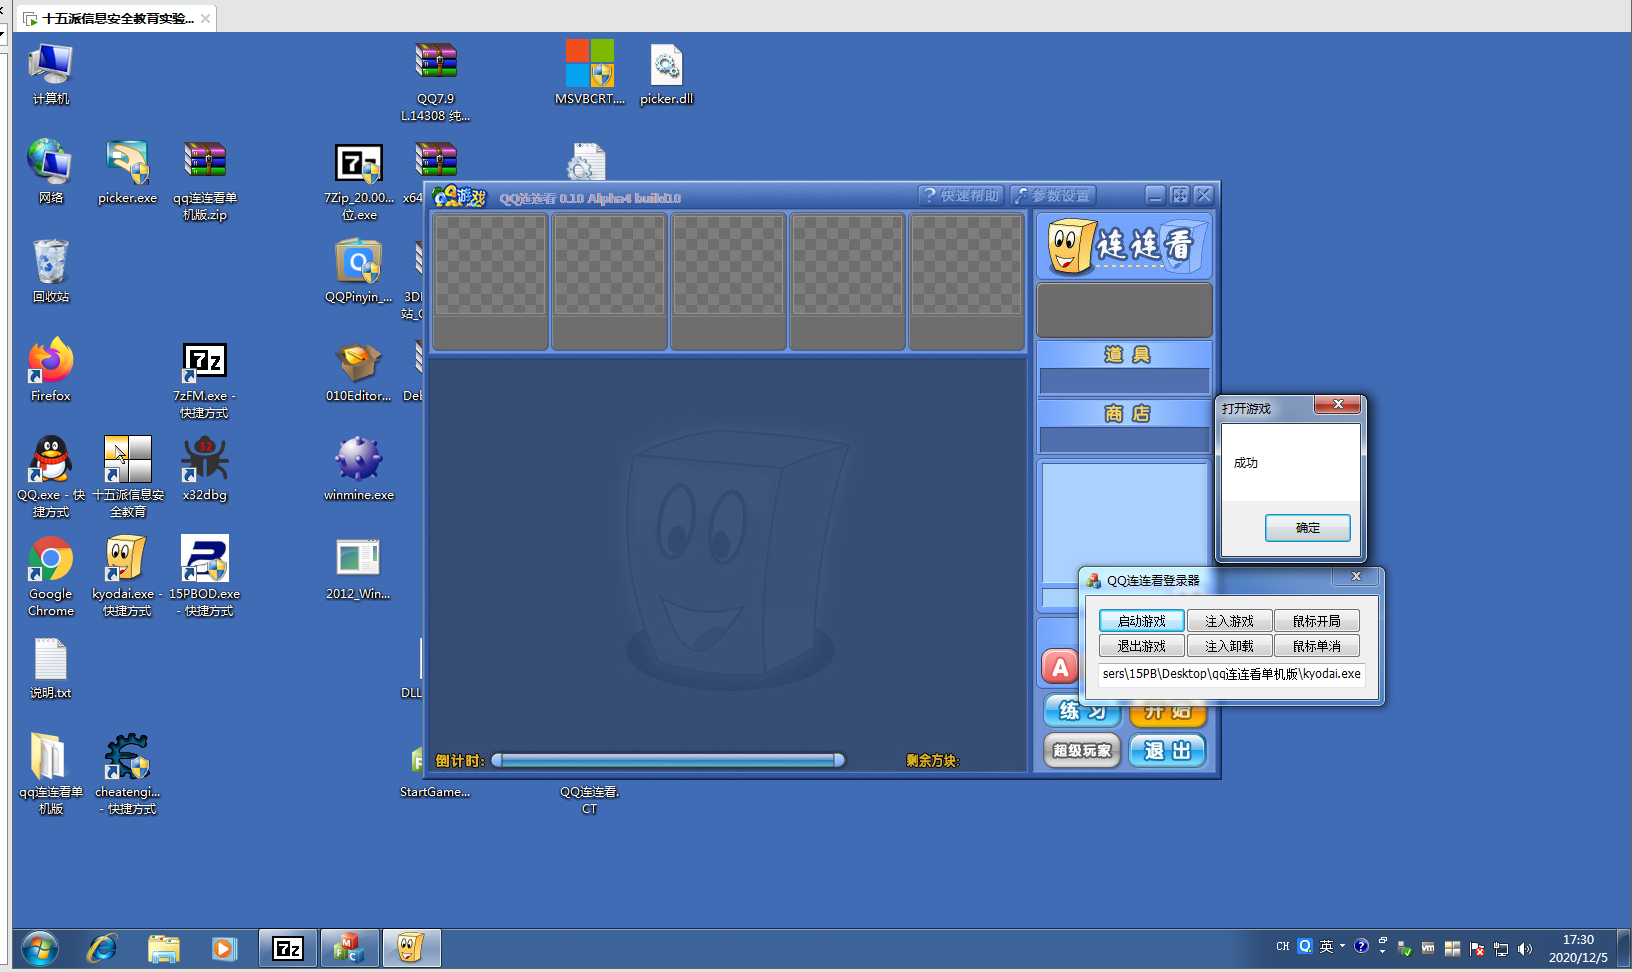 十五派信息安全教育实验...
计算机
QQ7.9
L.14308 纯...
MSVBCRT....
picker.dll
网络
picker.exe
qq连连看单
机版.zip
7Zip_20.00...
位.exe
x64
回收站
QQPinyin_...
3D
站_
Firefox
7zFM.exe -
快捷方式
010Editor...
De
QQ.exe - 快
捷方式
十五派信息安
全教育
32
x32dbg
winmine.exe
Google
Chrome
kyodai.exe -
快捷方式
15PBOD.exe
- 快捷方式
2012_Win...
说明.txt
DLL
qq连连看单
机版
cheatengi...
- 快捷方式
StartGame...
QQ连连看.
CT
游戏
QQ连连看 0.10 Alpha4 build10
? 快速帮助
参数设置
连连看
道 具
商 店
A
练 习
开 始
超级玩家
退 出
倒计时:
剩余方块:
打开游戏
成功
确定
QQ连连看登录器
启动游戏
注入游戏
鼠标开局
退出游戏
注入卸载
鼠标单消
sers\15PB\Desktop\qq连连看单机版\kyodai.exe
7z
CH
英
17:30
2020/12/5